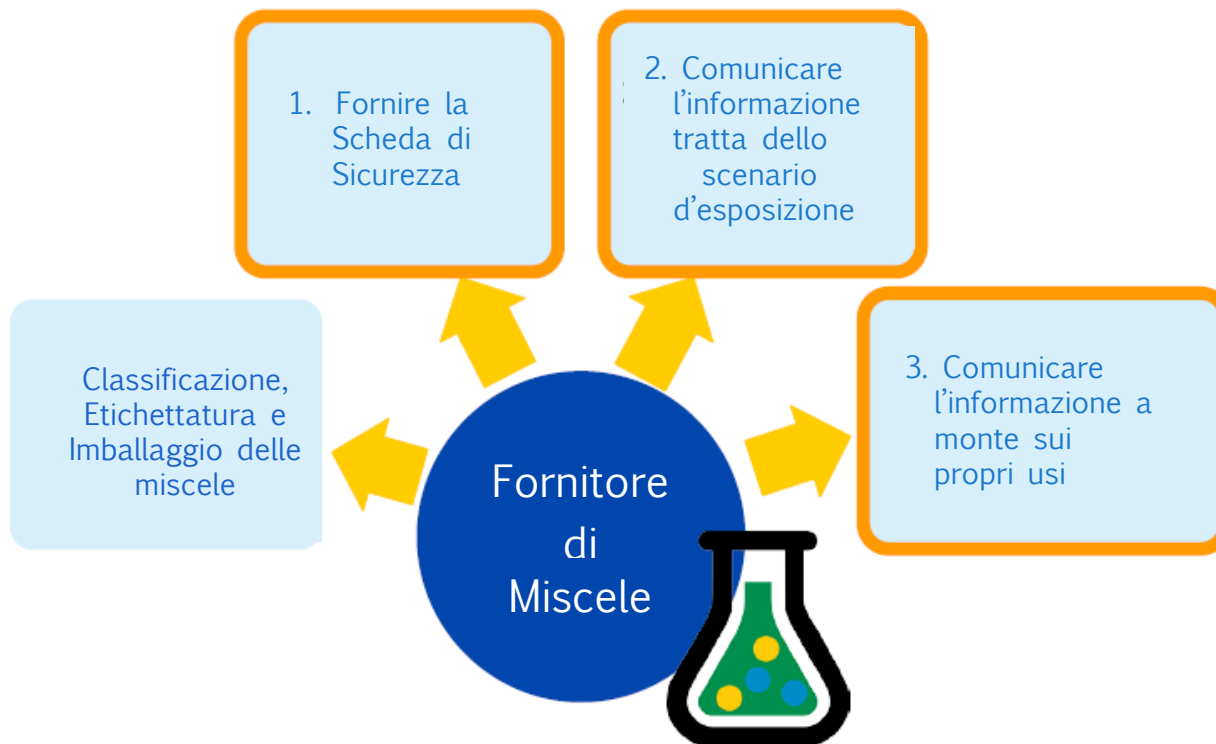 1. Fornire la
Scheda di
Sicurezza
2. Comunicare
l'informazione
tratta dello
scenario
d'esposizione
Classificazione,
Etichettatura e
Imballaggio delle
miscele
3. Comunicare
l'informazione a
monte sui
propri usi
Fornitore
di
Miscele